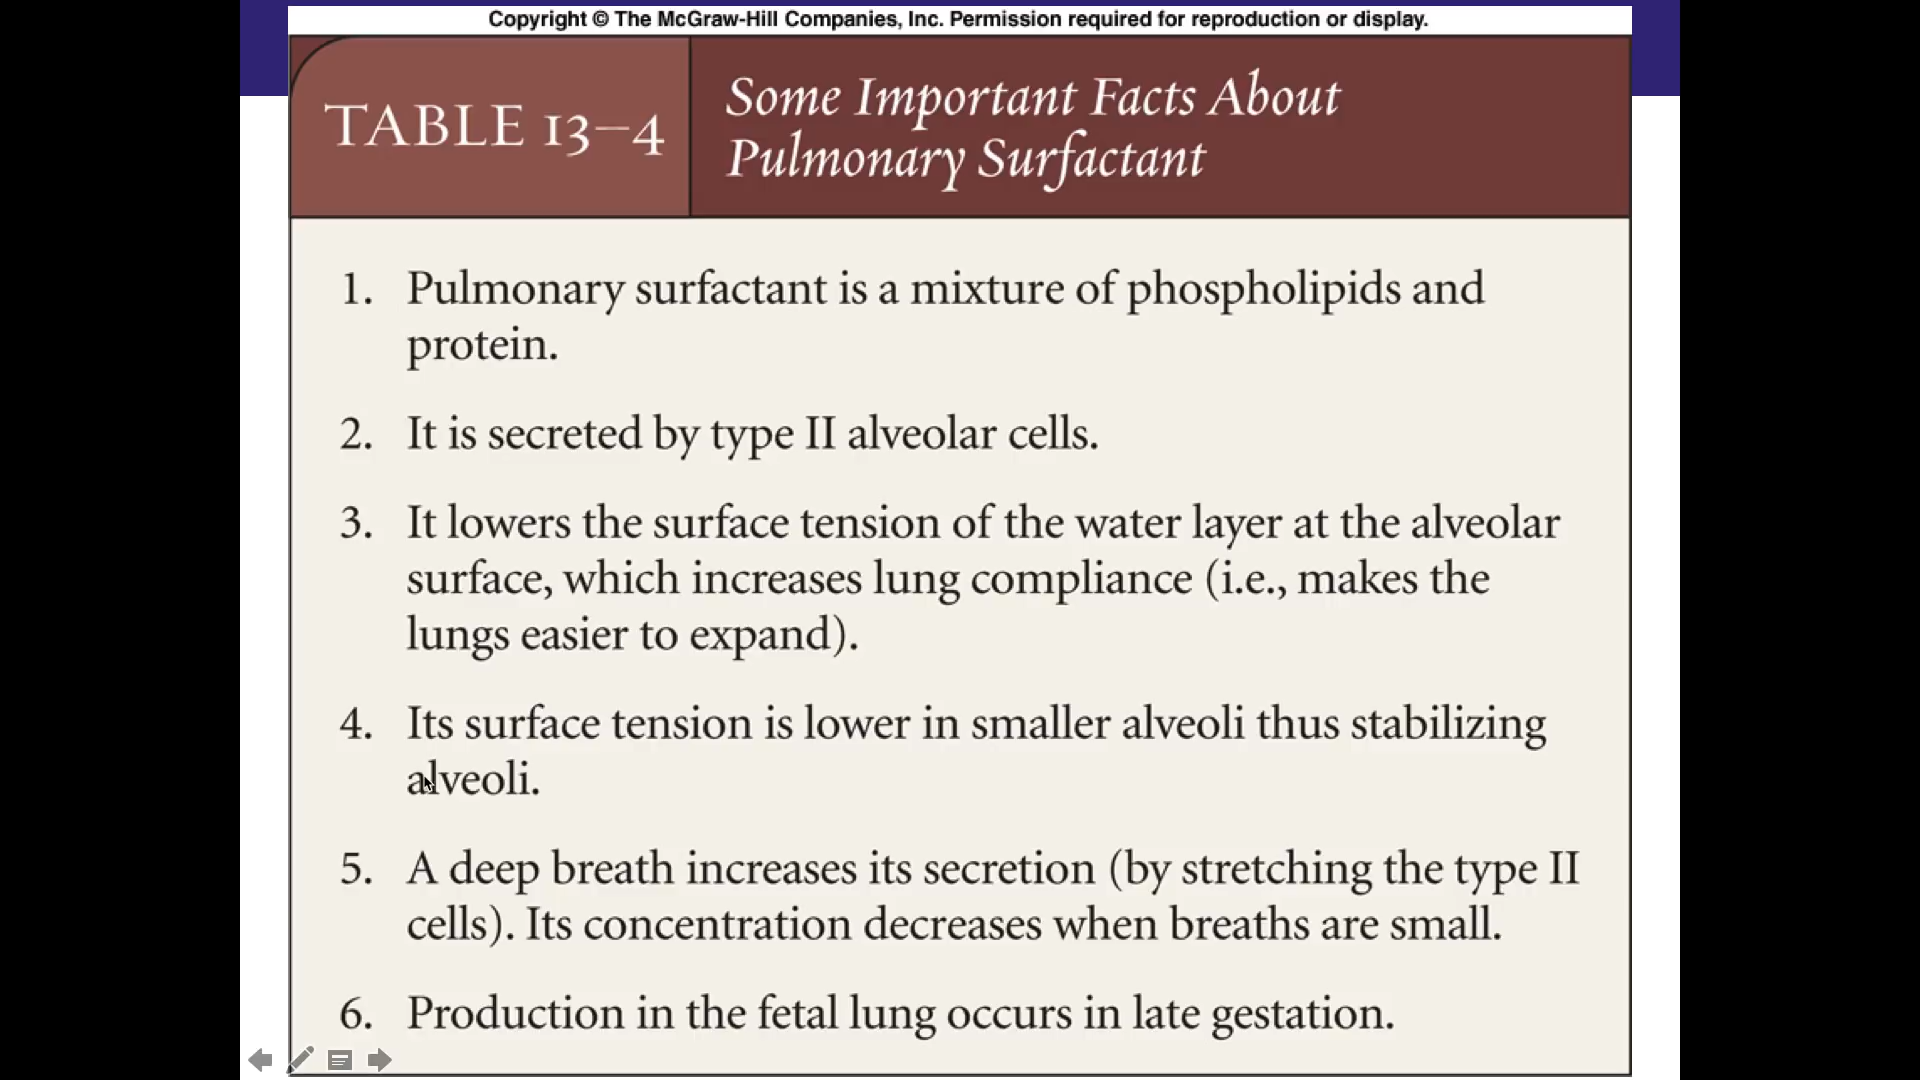 Copyright © The McGraw-Hill Companies, Inc. Permission required for reproduction or display.
TABLE 13–4
Some Important Facts About
Pulmonary Surfactant
1. Pulmonary surfactant is a mixture of phospholipids and
protein.
2. It is secreted by type II alveolar cells.
3. It lowers the surface tension of the water layer at the alveolar
surface, which increases lung compliance (i.e., makes the
lungs easier to expand).
4. Its surface tension is lower in smaller alveoli thus stabilizing
alveoli.
5. A deep breath increases its secretion (by stretching the type II
cells). Its concentration decreases when breaths are small.
6. Production in the fetal lung occurs in late gestation.